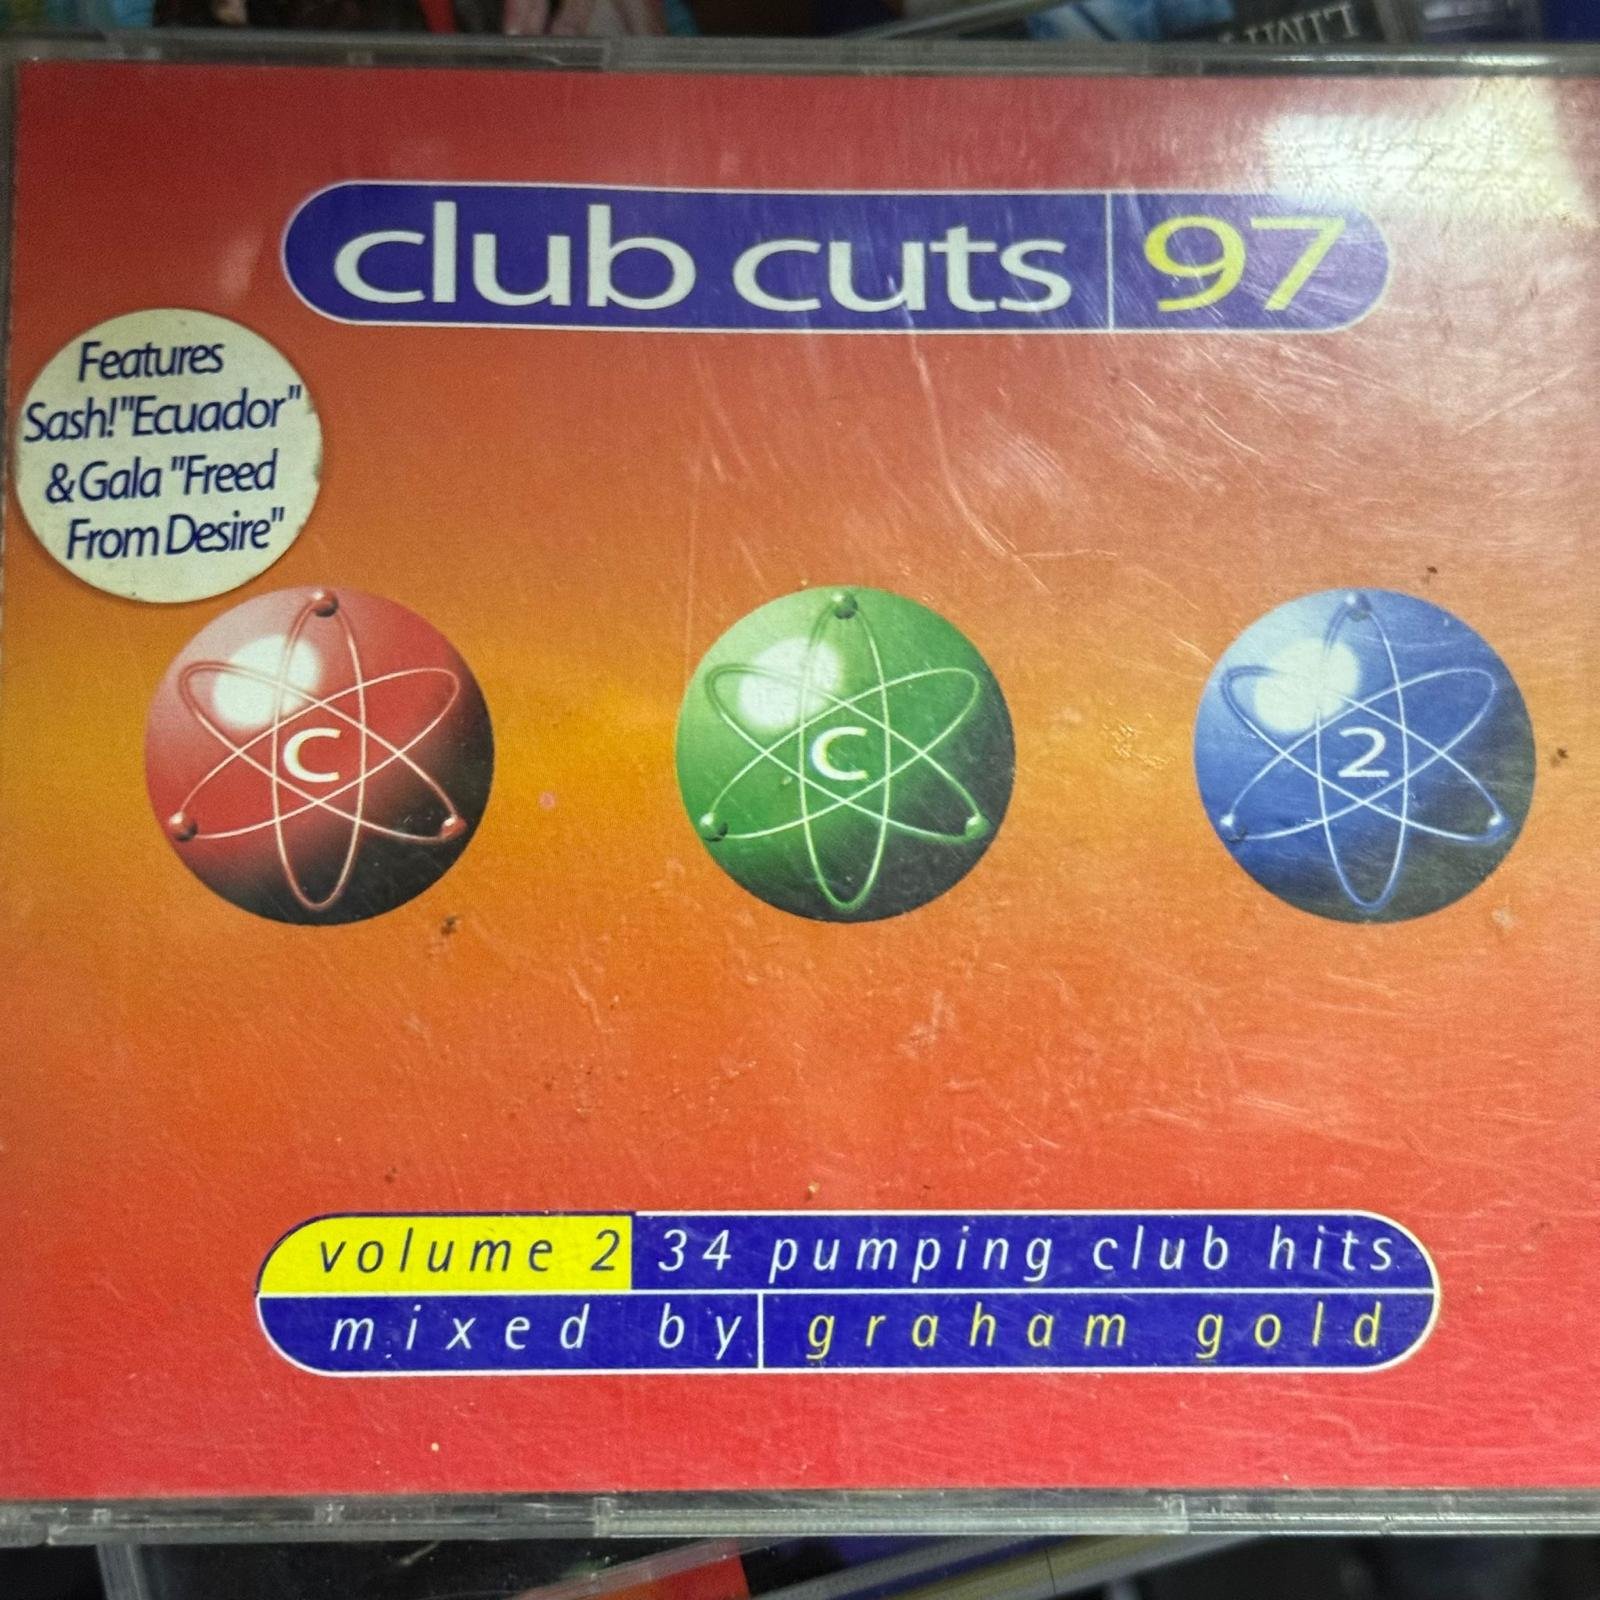 club cuts 97
Features
Sash! "Ecuador"
& Gala "Freed
From Desire"
C C 2
volume 2 34 pumping club hits
mixed by graham gold